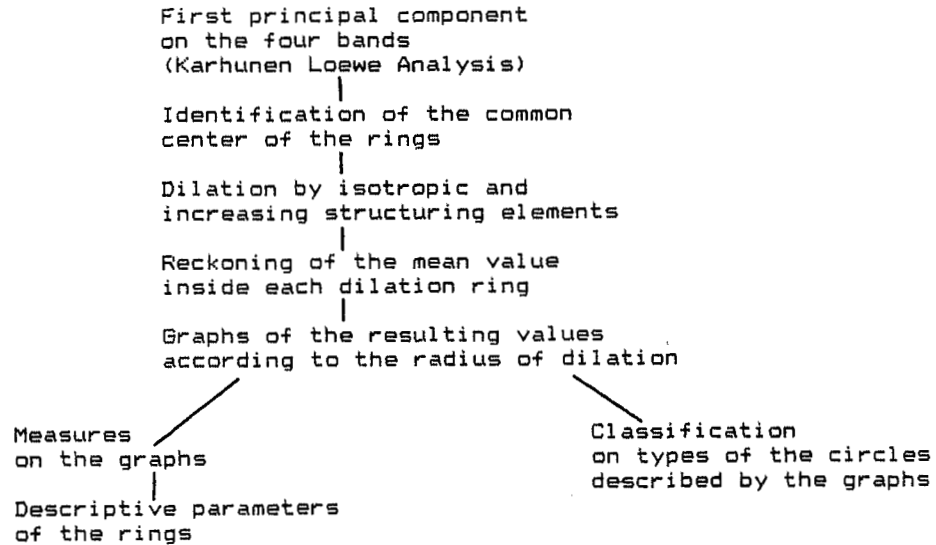 First principal component
on the four bands
(Karhunen Loewe Analysis)
Identification of the common
center of the rings
Dilation by isotropic and
increasing structuring elements
Reckoning of the mean value
inside each dilation ring
Graphs of the resulting values
according to the radius of dilation
Measures
on the graphs
Descriptive parameters
of the rings
Classification
on types of the circles
described by the graphs